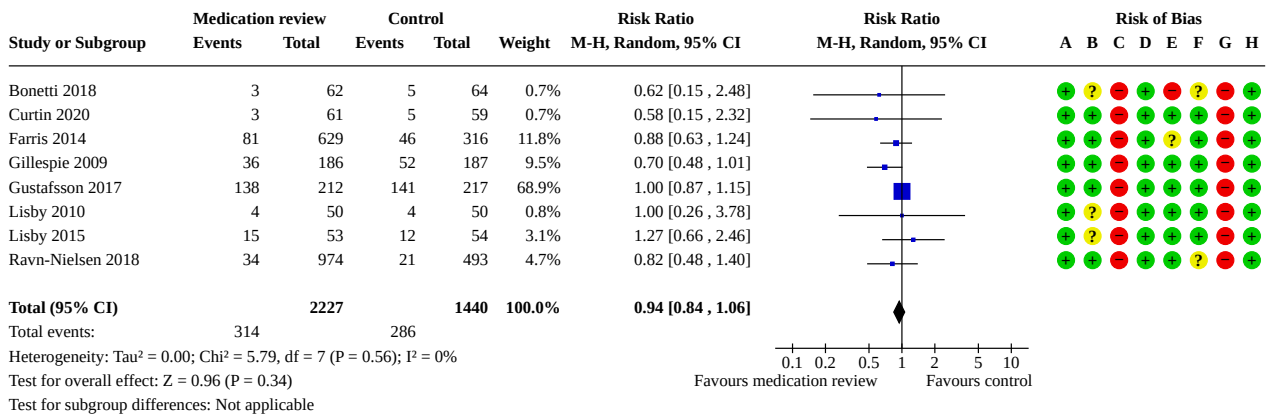 Medication review Control Risk Ratio Risk Ratio Risk of Bias
Study or Subgroup Events Total Events Total Weight M-H, Random, 95% CI M-H, Random, 95% CI A B C D E F G H
Bonetti 2018 3 62 5 64 0.7% 0.62 [0.15 , 2.48] + ? − + − ? − +
Curtin 2020 3 61 5 59 0.7% 0.58 [0.15 , 2.32] + + − + + + − +
Farris 2014 81 629 46 316 11.8% 0.88 [0.63 , 1.24] + + − + ? + − +
Gillespie 2009 36 186 52 187 9.5% 0.70 [0.48 , 1.01] + + − + + + − +
Gustafsson 2017 138 212 141 217 68.9% 1.00 [0.87 , 1.15] + + − + + + − +
Lisby 2010 4 50 4 50 0.8% 1.00 [0.26 , 3.78] + ? − + + + − +
Lisby 2015 15 53 12 54 3.1% 1.27 [0.66 , 2.46] + ? − + + + − +
Ravn-Nielsen 2018 34 974 21 493 4.7% 0.82 [0.48 , 1.40] + + − + + ? − +
Total (95% CI) 2227 1440 100.0% 0.94 [0.84 , 1.06]
Total events: 314 286
Heterogeneity: Tau² = 0.00; Chi² = 5.79, df = 7 (P = 0.56); I² = 0%
0.1 0.2 0.5 1 2 5 10
Test for overall effect: Z = 0.96 (P = 0.34)
Favours medication review Favours control
Test for subgroup differences: Not applicable